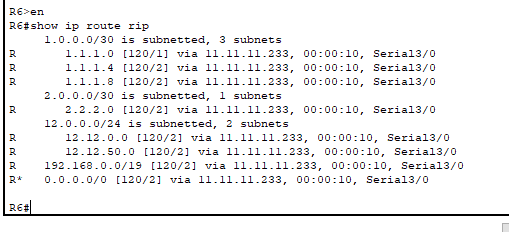 R6>en
R6#show ip route rip
     1.0.0.0/30 is subnetted, 3 subnets
R       1.1.1.0 [120/1] via 11.11.11.233, 00:00:10, Serial3/0
R       1.1.1.4 [120/2] via 11.11.11.233, 00:00:10, Serial3/0
R       1.1.1.8 [120/2] via 11.11.11.233, 00:00:10, Serial3/0
     2.0.0.0/30 is subnetted, 1 subnets
R       2.2.2.0 [120/2] via 11.11.11.233, 00:00:10, Serial3/0
     12.0.0.0/24 is subnetted, 2 subnets
R       12.12.0.0 [120/2] via 11.11.11.233, 00:00:10, Serial3/0
R       12.12.50.0 [120/2] via 11.11.11.233, 00:00:10, Serial3/0
R    192.168.0.0/19 [120/2] via 11.11.11.233, 00:00:10, Serial3/0
R*   0.0.0.0/0 [120/2] via 11.11.11.233, 00:00:10, Serial3/0
R6#